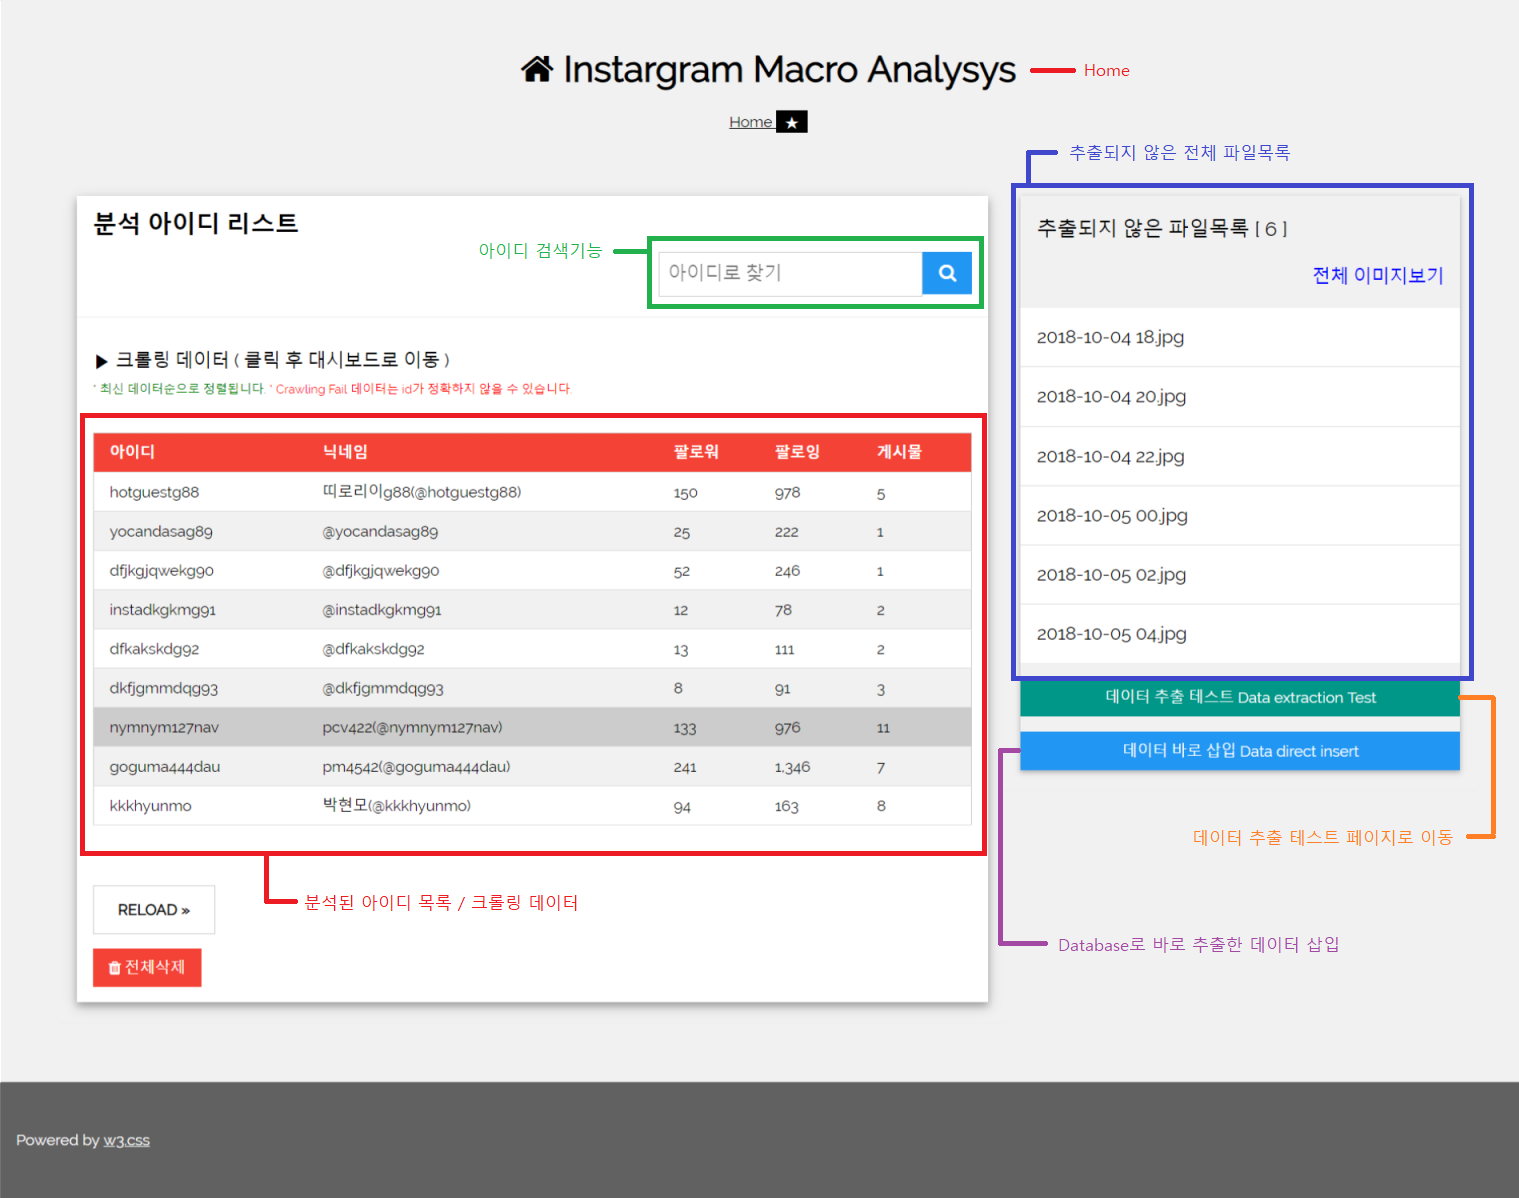 Instargram Macro Analysys
Home
Home ★
추출되지 않은 전체 파일목록
분석 아이디 리스트
아이디 검색기능
아이디로 찾기
▶ 크롤링 데이터 ( 클릭 후 대시보드로 이동 )
* 최신 데이터순으로 정렬됩니다. * Crawling Fail 데이터는 id가 정확하지 않을 수 있습니다.
아이디 닉네임 팔로워 팔로잉 게시물
hotguestg88 띠로리이g88(@hotguestg88) 150 978 5
yocandasag89 @yocandasag89 25 222 1
dfjkgjqwekg90 @dfjkgjqwekg90 52 246 1
instadkgkmg91 @instadkgkmg91 12 78 2
dfkakskdg92 @dfkakskdg92 13 111 2
dkfjgmmdqg93 @dkfjgmmdqg93 8 91 3
nymnym127nav pcv422(@nymnym127nav) 133 976 11
goguma444dau pm4542(@goguma444dau) 241 1,346 7
kkkhyunmo 박현모(@kkkhyunmo) 94 163 8
분석된 아이디 목록 / 크롤링 데이터
RELOAD »
전체삭제
추출되지 않은 파일목록 [ 6 ]
전체 이미지보기
2018-10-04 18.jpg
2018-10-04 20.jpg
2018-10-04 22.jpg
2018-10-05 00.jpg
2018-10-05 02.jpg
2018-10-05 04.jpg
데이터 추출 테스트 Data extraction Test
데이터 바로 삽입 Data direct insert
데이터 추출 테스트 페이지로 이동
Database로 바로 추출한 데이터 삽입
Powered by w3.css